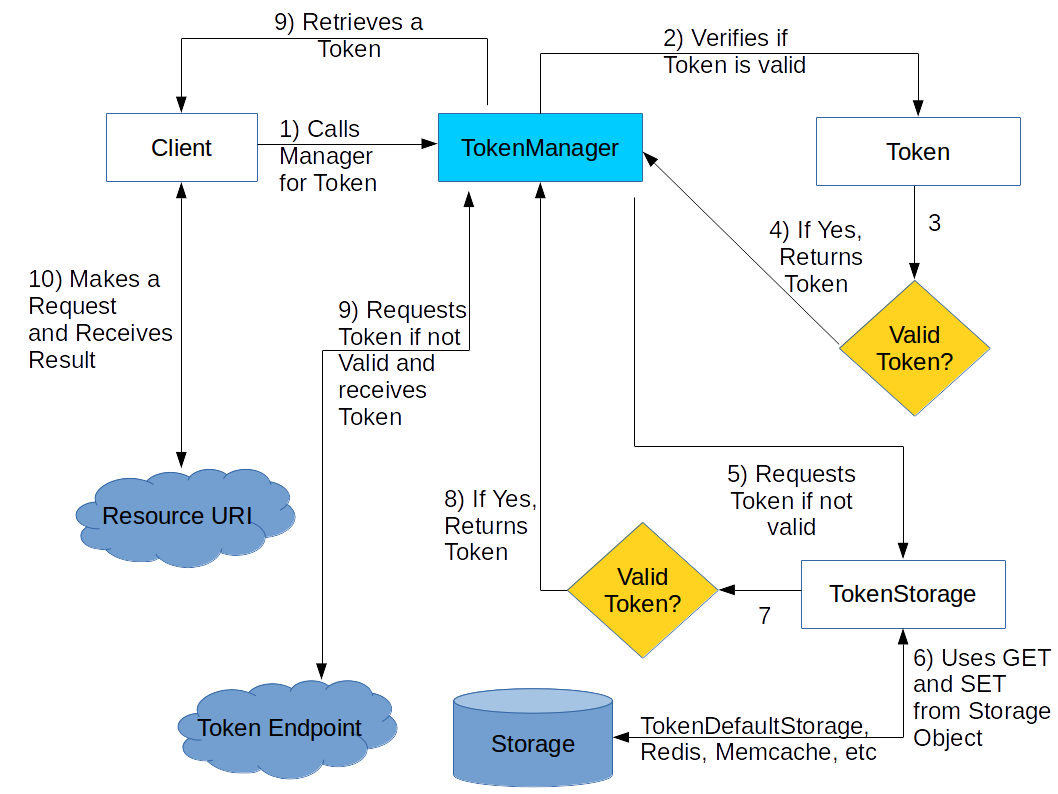 9) Retrieves a
Token
2) Verifies if
Token is valid
Client
1) Calls
Manager
for Token
TokenManager
Token
3
4) If Yes,
Returns
Token
10) Makes a
Request
and Receives
Result
9) Requests
Token if not
Valid and
receives
Token
Valid
Token?
5) Requests
Token if not
valid
8) If Yes,
Returns
Token
Resource URI
Valid
Token?
7
TokenStorage
6) Uses GET
and SET
from Storage
Object
Token Endpoint
Storage
TokenDefaultStorage,
Redis, Memcache, etc